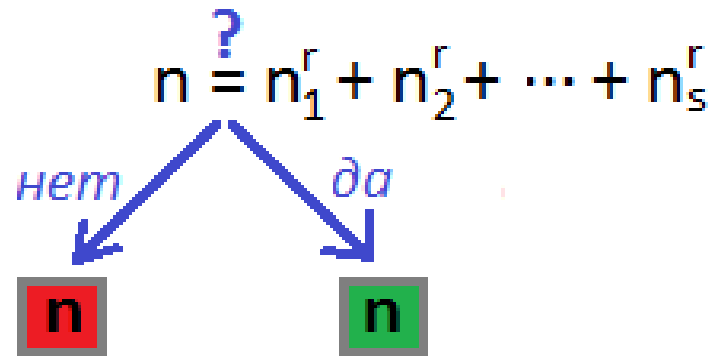 ?
n = n₁ʳ + n₂ʳ + ··· + nₛʳ
нет да
n n